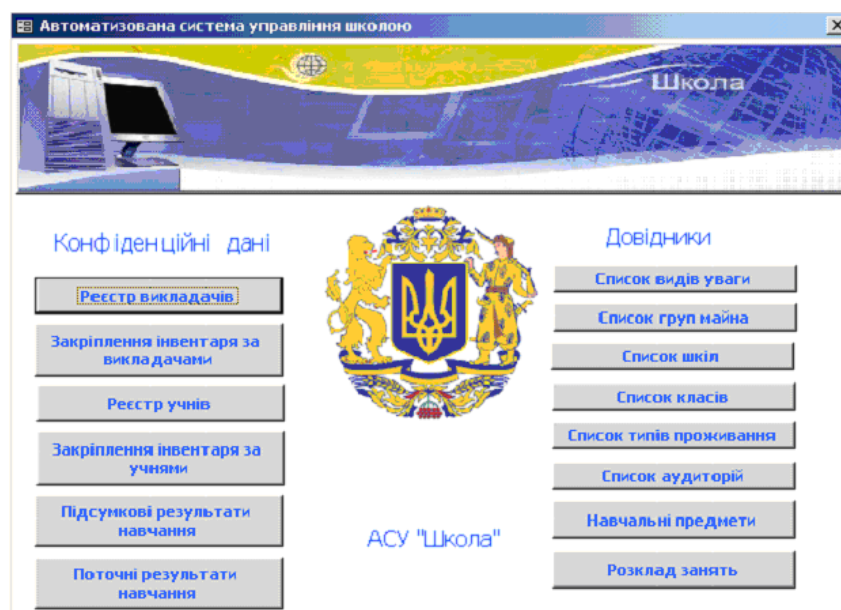 Автоматизована система управління школою
Школа
Конфіденційні дані
Реєстр викладачів
Закріплення інвентаря за
викладачами
Реєстр учнів
Закріплення інвентаря за
учнями
Підсумкові результати
навчання
Поточні результати
навчання
АСУ "Школа"
Довідники
Список видів уваги
Список груп майна
Список шкіл
Список класів
Список типів проживання
Список аудиторій
Навчальні предмети
Розклад занять